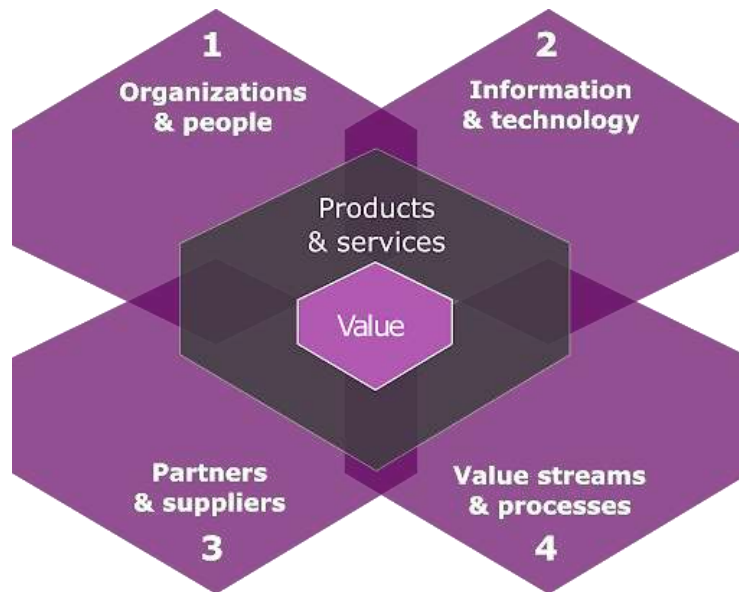 1
Organizations
& people
2
Information
& technology
Products
& services
Value
Partners
& suppliers
3
Value streams
& processes
4